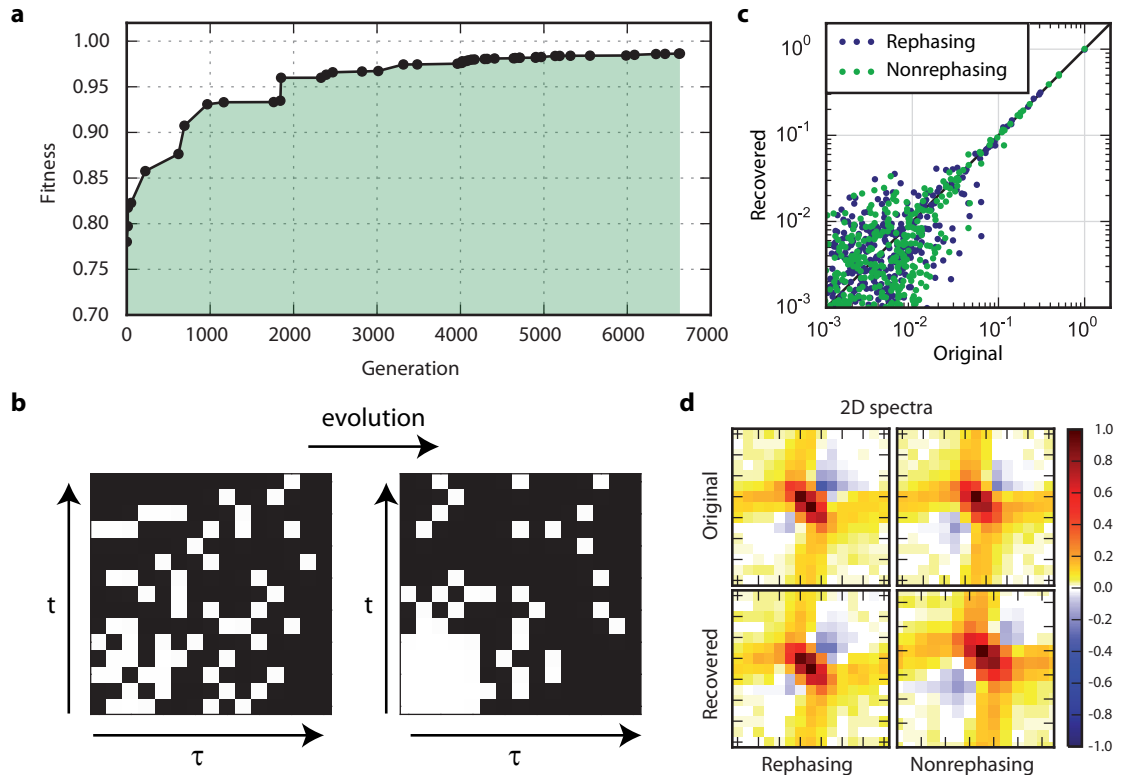 a
1.00
0.95
0.90
0.85
0.80
0.75
0.70
Fitness
0 1000 2000 3000 4000 5000 6000 7000
Generation
c
Rephasing
Nonrephasing
10^0
10^-1
10^-2
10^-3
Recovered
10^-3 10^-2 10^-1 10^0
Original
b
evolution
t
τ
t
τ
d
2D spectra
Original
Recovered
Rephasing Nonrephasing
1.0
0.8
0.6
0.4
0.2
0.0
-0.2
-0.4
-0.6
-0.8
-1.0